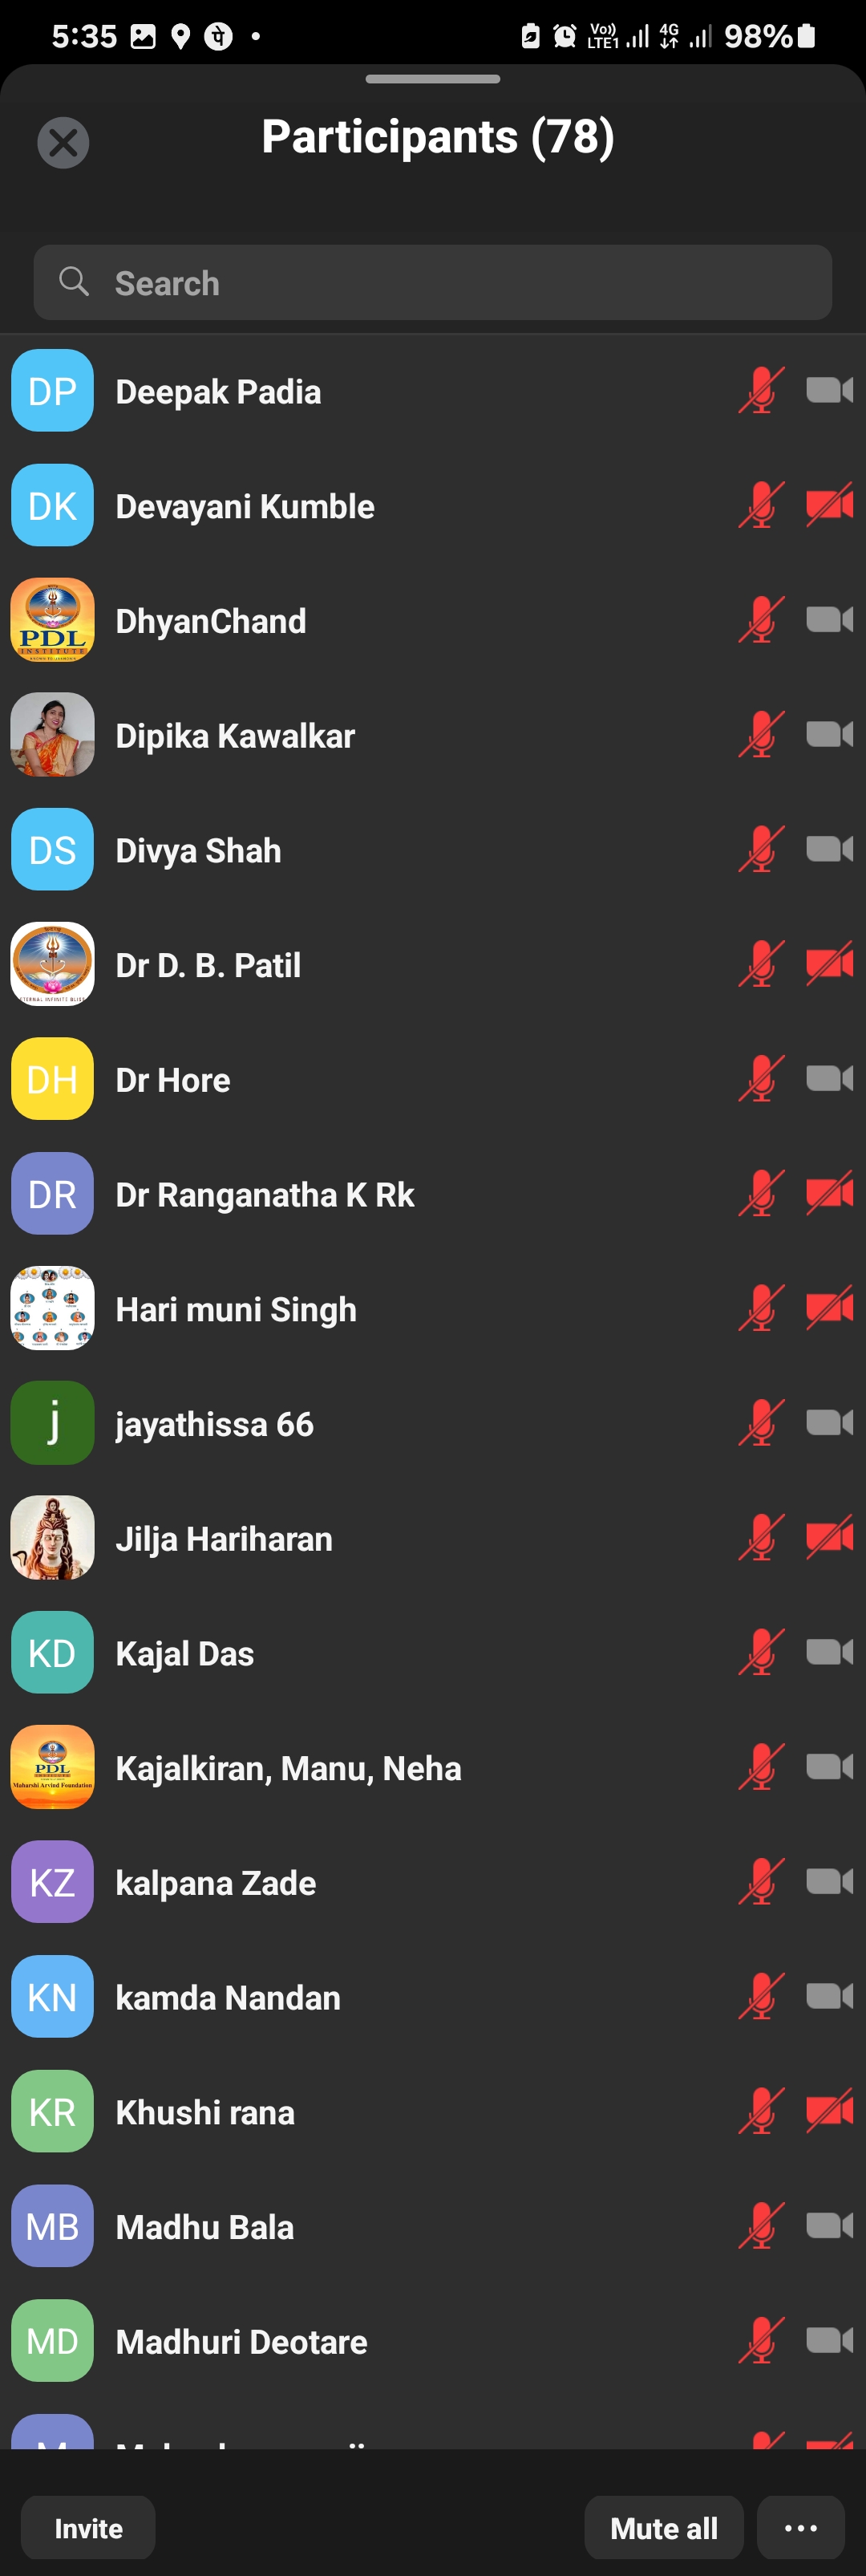 5:35 पे Vo)) LTE1 4G 98%
Participants (78)
Search
DP Deepak Padia
DK Devayani Kumble
PDL INSTITUTE DhyanChand
Dipika Kawalkar
DS Divya Shah
ETERNAL INFINITE BLISS Dr D. B. Patil
DH Dr Hore
DR Dr Ranganatha K Rk
Hari muni Singh
j jayathissa 66
Jilja Hariharan
KD Kajal Das
PDL Maharshi Arvind Foundation Kajalkiran, Manu, Neha
KZ kalpana Zade
KN kamda Nandan
KR Khushi rana
MB Madhu Bala
MD Madhuri Deotare
M
Invite Mute all